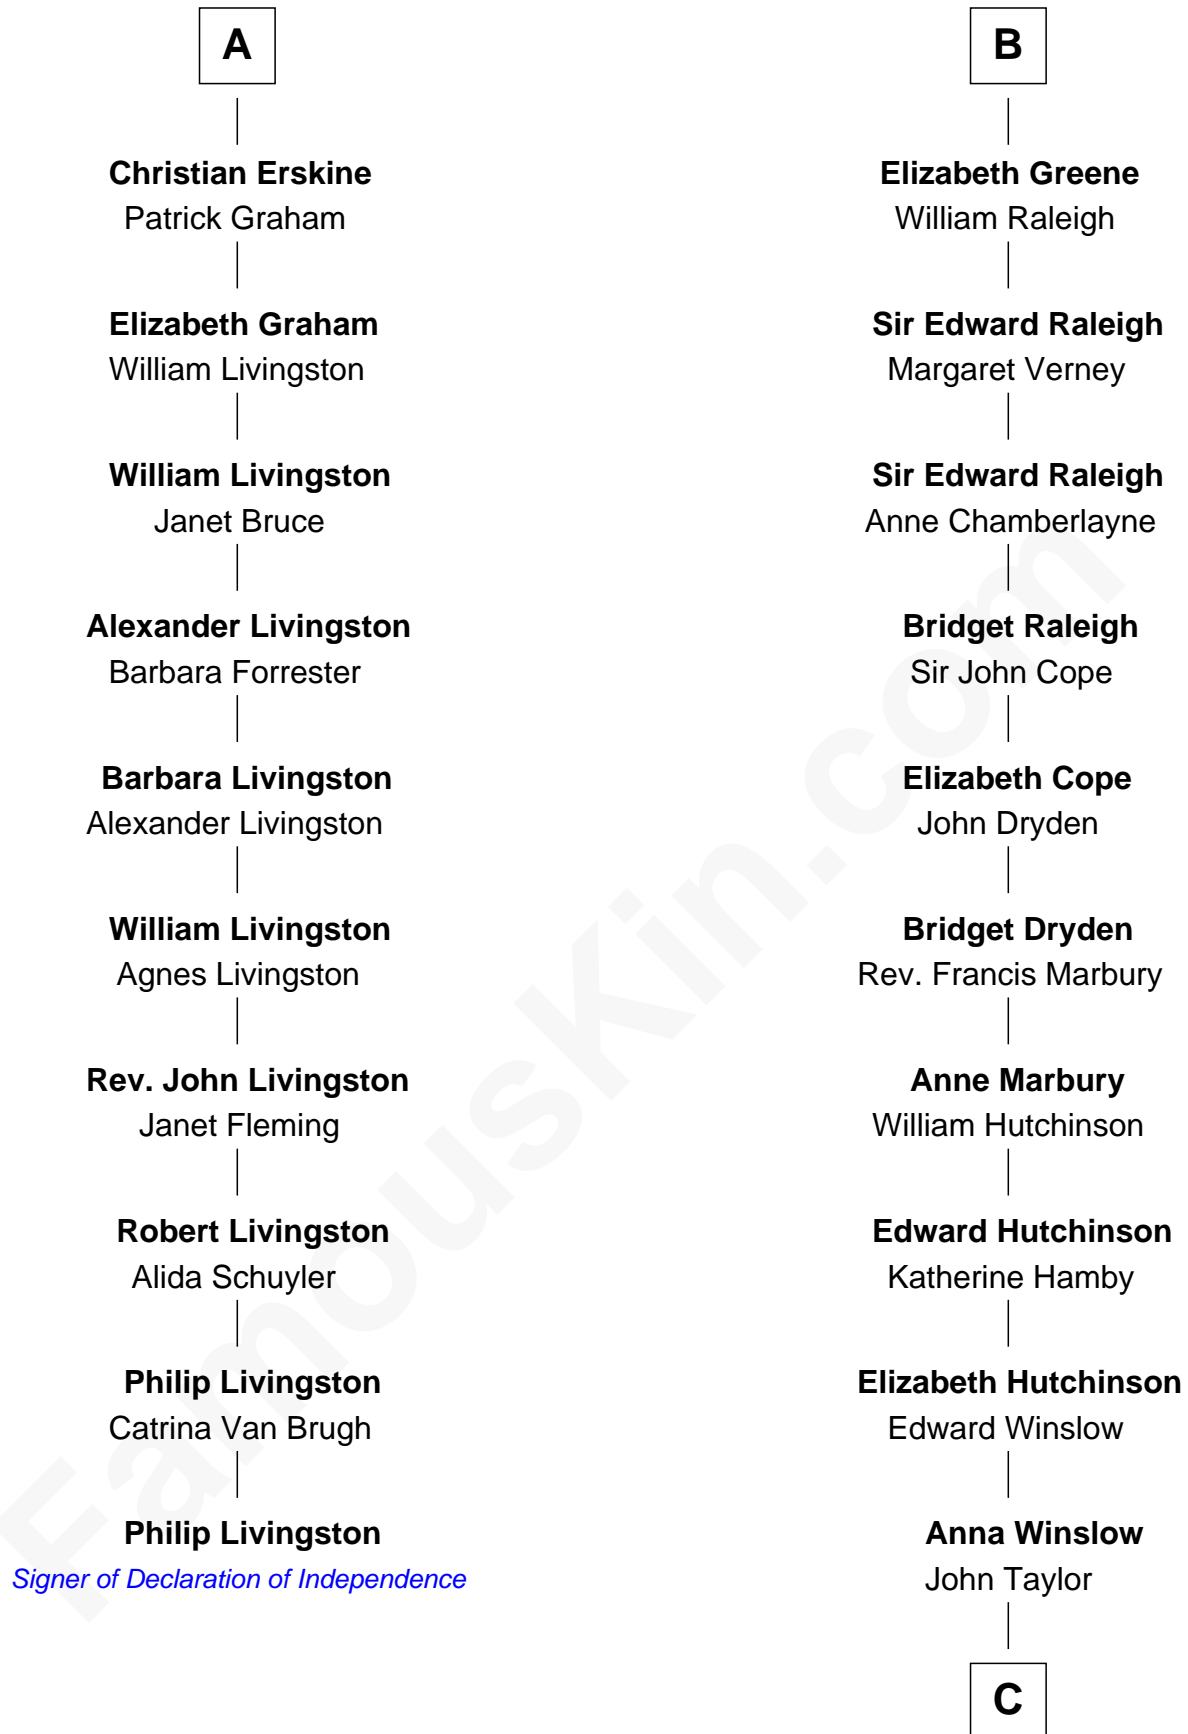 A
Christian Erskine
Patrick Graham
Elizabeth Graham
William Livingston
William Livingston
Janet Bruce
Alexander Livingston
Barbara Forrester
Barbara Livingston
Alexander Livingston
William Livingston
Agnes Livingston
Rev. John Livingston
Janet Fleming
Robert Livingston
Alida Schuyler
Philip Livingston
Catrina Van Brugh
Philip Livingston
Signer of Declaration of Independence
B
Elizabeth Greene
William Raleigh
Sir Edward Raleigh
Margaret Verney
Sir Edward Raleigh
Anne Chamberlayne
Bridget Raleigh
Sir John Cope
Elizabeth Cope
John Dryden
Bridget Dryden
Rev. Francis Marbury
Anne Marbury
William Hutchinson
Edward Hutchinson
Katherine Hamby
Elizabeth Hutchinson
Edward Winslow
Anna Winslow
John Taylor
C
FamousKin.com